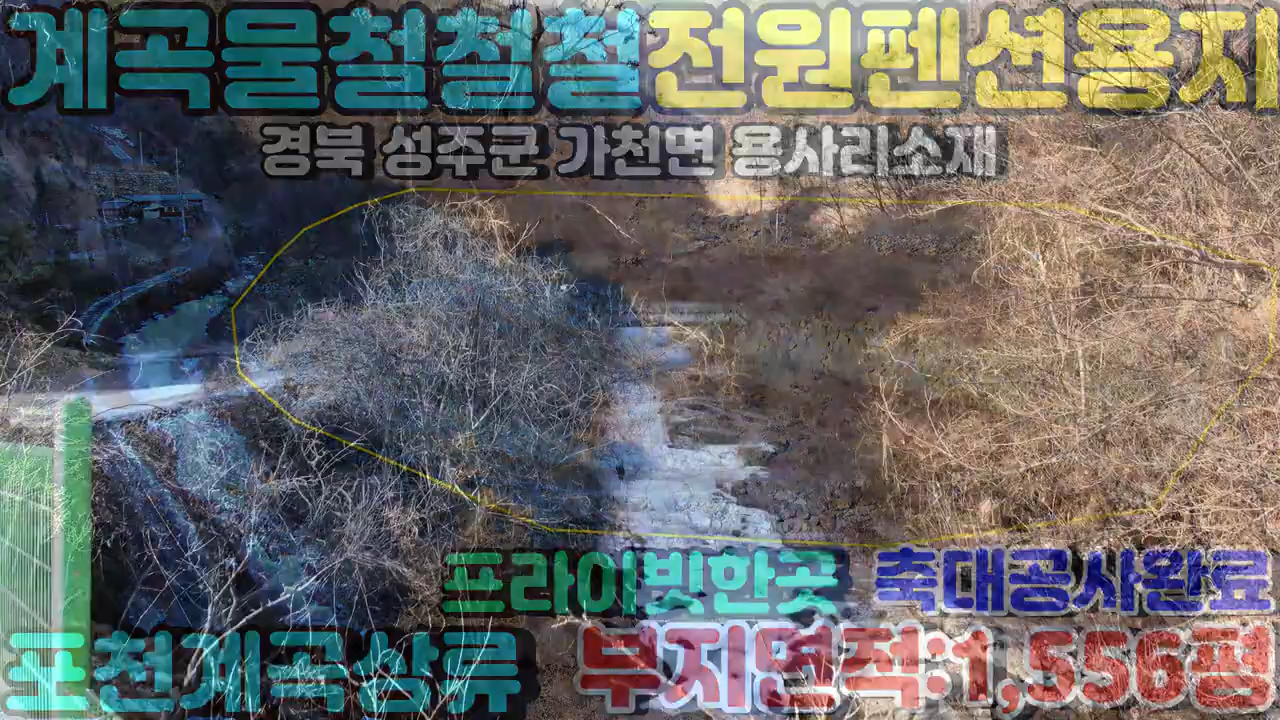 계곡물철철철전원펜션용지
경북 성주군 가천면 용사리소재
프라이빗한곳 축대공사완료
포천계곡상류 부지면적:1,556평